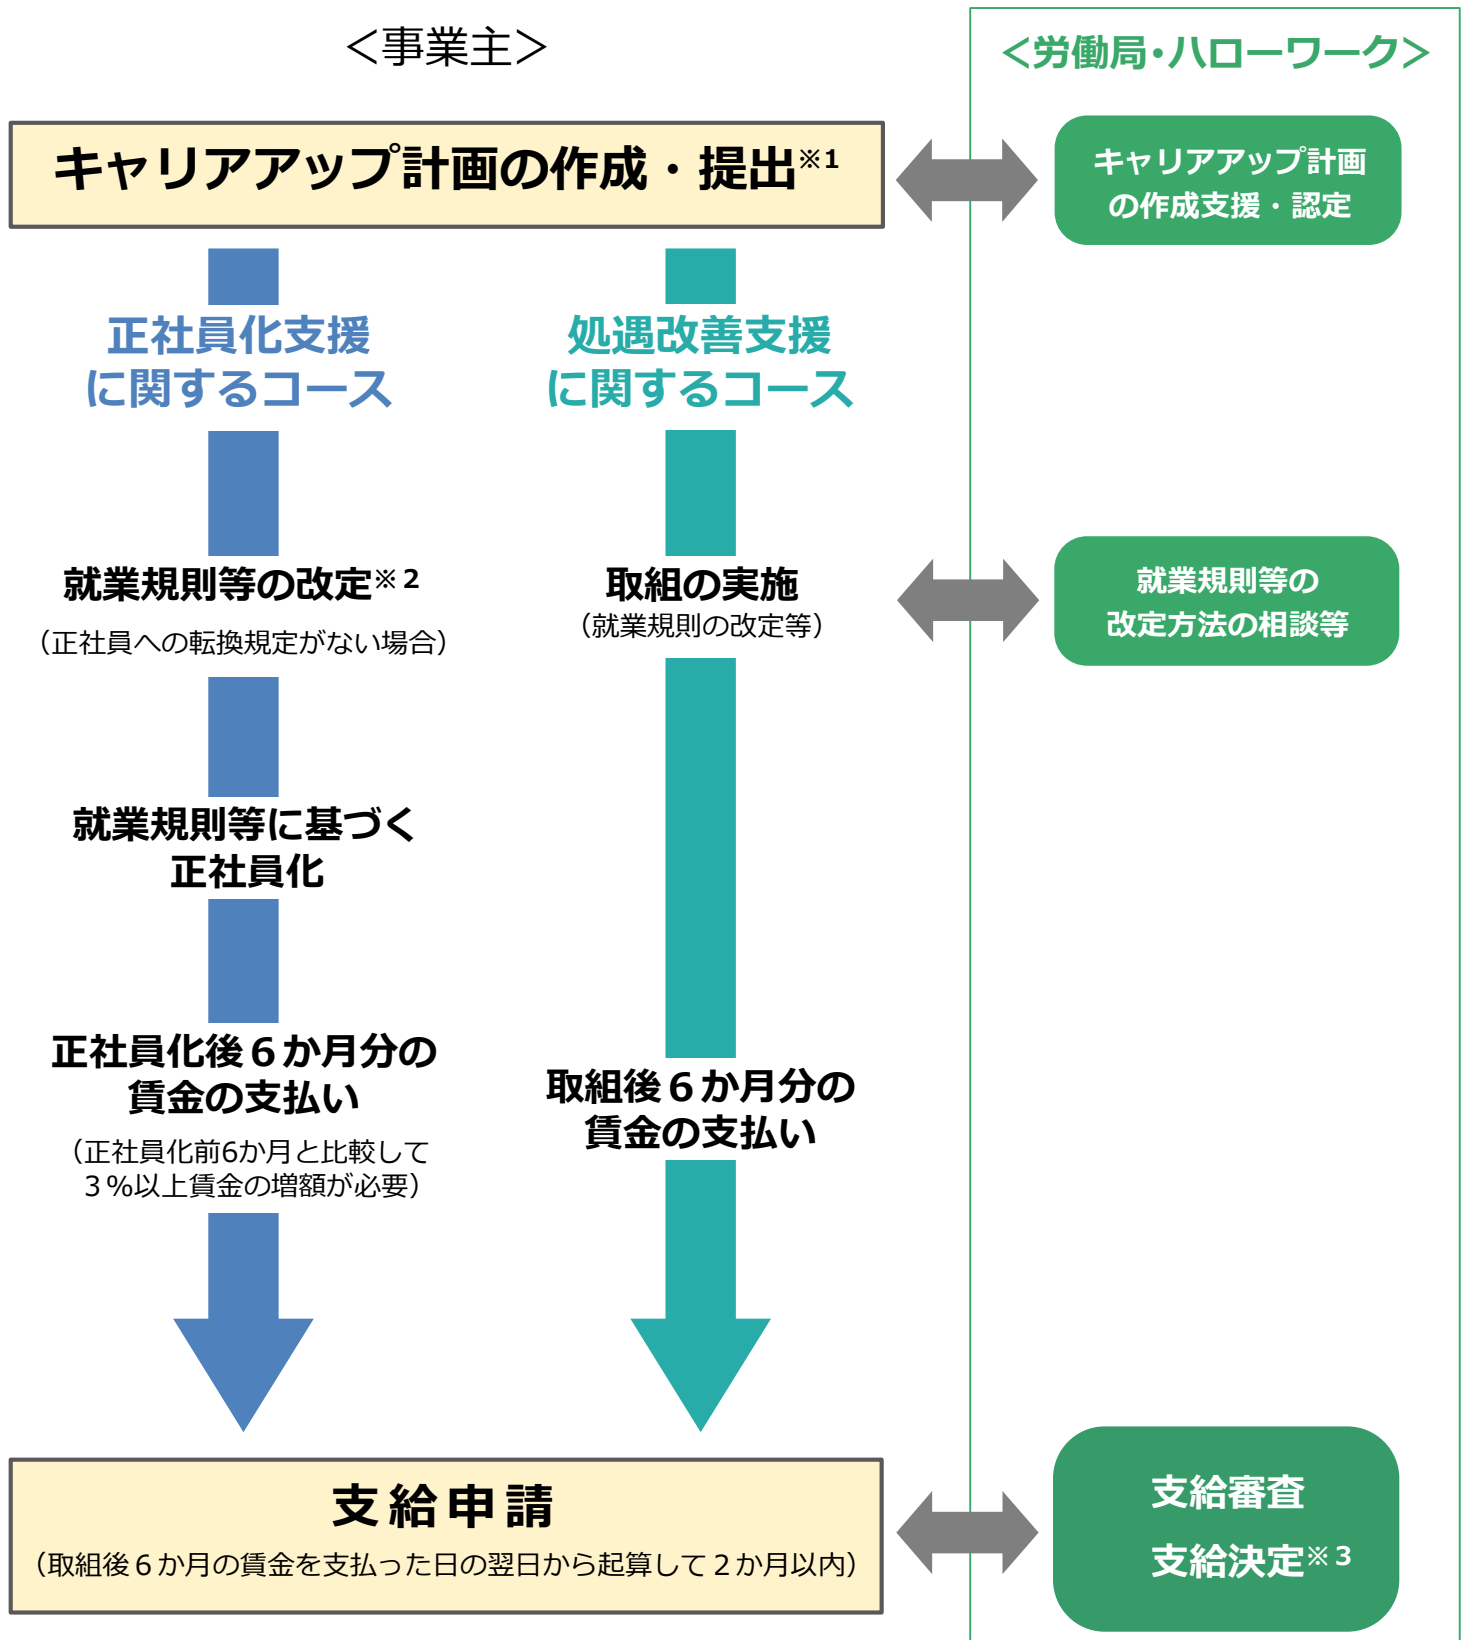 ＜事業主＞
＜労働局・ハローワーク＞
キャリアアップ計画の作成・提出※1
キャリアアップ計画
の作成支援・認定
正社員化支援
に関するコース
処遇改善支援
に関するコース
就業規則等の改定※２
（正社員への転換規定がない場合）
取組の実施
（就業規則の改定等）
就業規則等の
改定方法の相談等
就業規則等に基づく
正社員化
正社員化後６か月分の
賃金の支払い
（正社員化前6か月と比較して
３％以上賃金の増額が必要）
取組後６か月分の
賃金の支払い
支給申請
（取組後６か月の賃金を支払った日の翌日から起算して２か月以内）
支給審査
支給決定※３